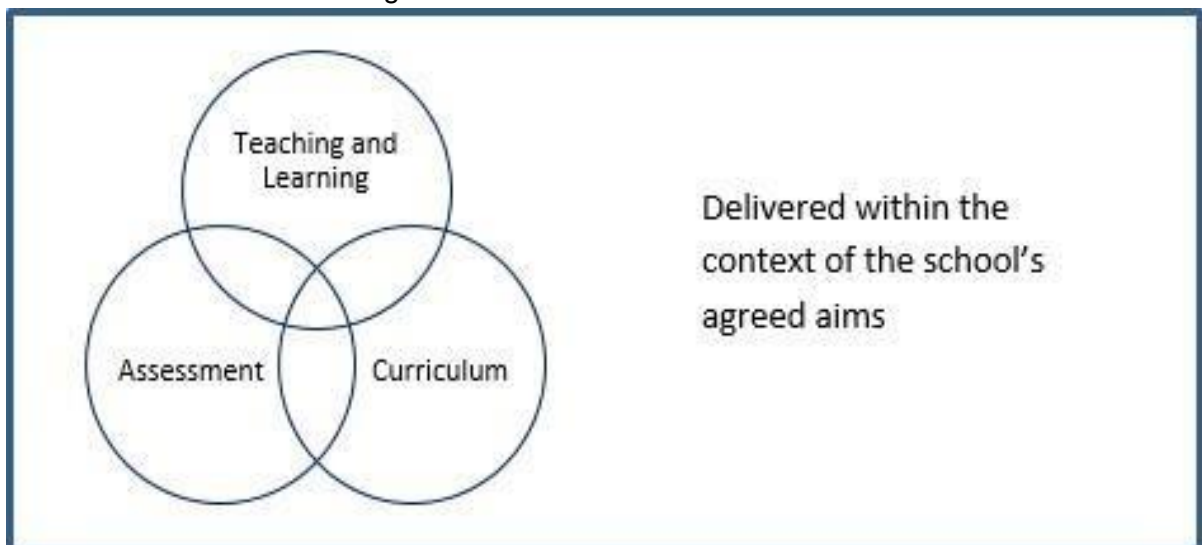 Teaching and
Learning
Assessment
Curriculum
Delivered within the
context of the school's
agreed aims